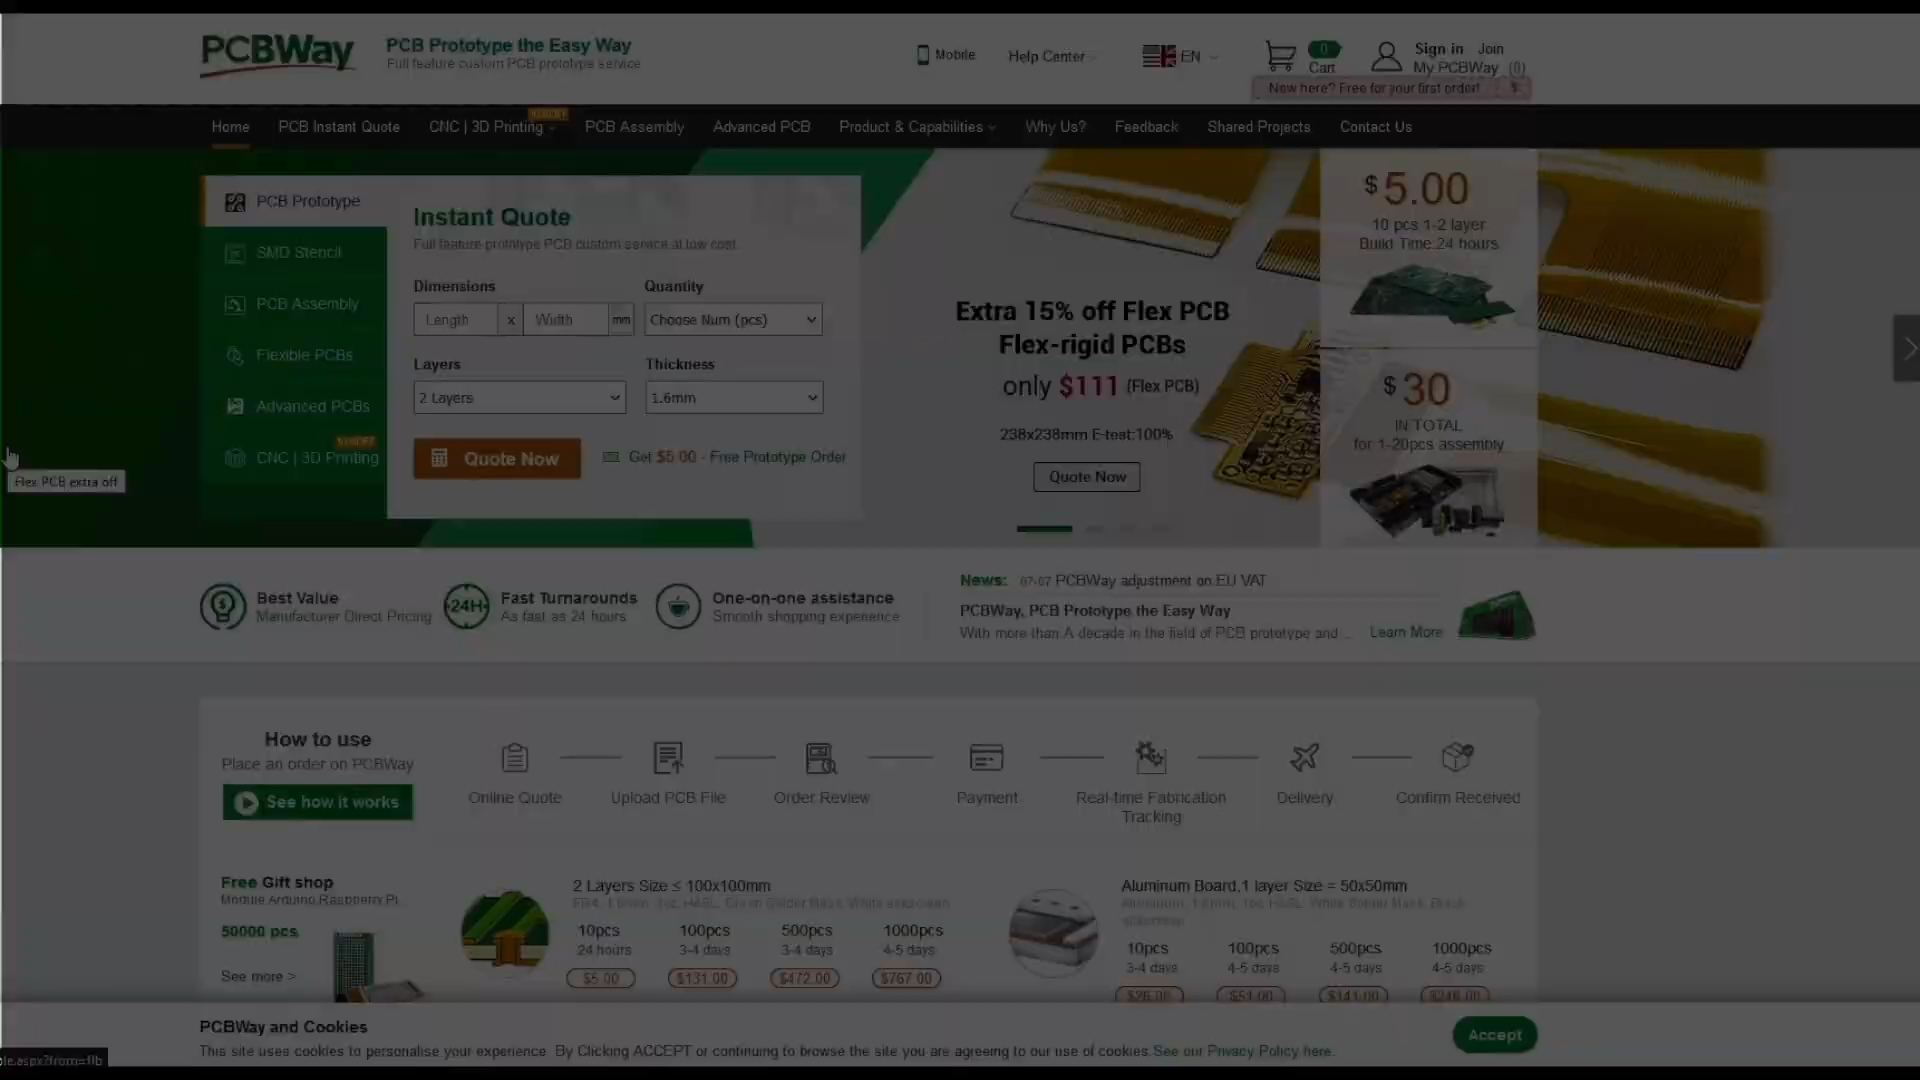 PCBWay
PCB Prototype the Easy Way
Full feature custom PCB prototype service
Mobile
Help Center
EN
0
Cart
Sign in Join
My PCBWay (0)
New here? Free for your first order!
Home
PCB Instant Quote
CNC | 3D Printing
PCB Assembly
Advanced PCB
Product & Capabilities
Why Us?
Feedback
Shared Projects
Contact Us
PCB Prototype
SMD Stencil
PCB Assembly
Flexible PCBs
Advanced PCBs
CNC | 3D Printing
Instant Quote
Full feature prototype PCB custom service at low cost.
Dimensions
Quantity
Length x Width mm
Choose Num (pcs)
Layers
Thickness
2 Layers
1.6mm
Quote Now
Get $5.00 - Free Prototype Order
Flex PCB extra off
Extra 15% off Flex PCB
Flex-rigid PCBs
only $111 (Flex PCB)
238x238mm E-test:100%
Quote Now
$5.00
10 pcs 1-2 layer
Build Time:24 hours
$30
IN TOTAL
for 1-20pcs assembly
Best Value
Manufacturer Direct Pricing
24H
Fast Turnarounds
As fast as 24 hours
One-on-one assistance
Smooth shopping experience
News: 07-07 PCBWay adjustment on EU VAT
PCBWay, PCB Prototype the Easy Way
With more than A decade in the field of PCB prototype and ... Learn More
How to use
Place an order on PCBWay
See how it works
Online Quote
Upload PCB File
Order Review
Payment
Real-time Fabrication
Tracking
Delivery
Confirm Received
Free Gift shop
Module,Arduino,Raspberry Pi..
50000 pcs
See more >
2 Layers Size ≤ 100x100mm
10pcs 100pcs 500pcs 1000pcs
24 hours 3-4 days 3-4 days 4-5 days
$5.00 $131.00 $472.00 $767.00
Aluminum Board,1 layer Size = 50x50mm
10pcs 100pcs 500pcs 1000pcs
3-4 days 4-5 days 4-5 days 4-5 days
PCBWay and Cookies
This site uses cookies to personalise your experience. By Clicking ACCEPT or continuing to browse the site you are agreeing to our use of cookies.See our Privacy Policy here.
Accept
le.aspx?from=flb